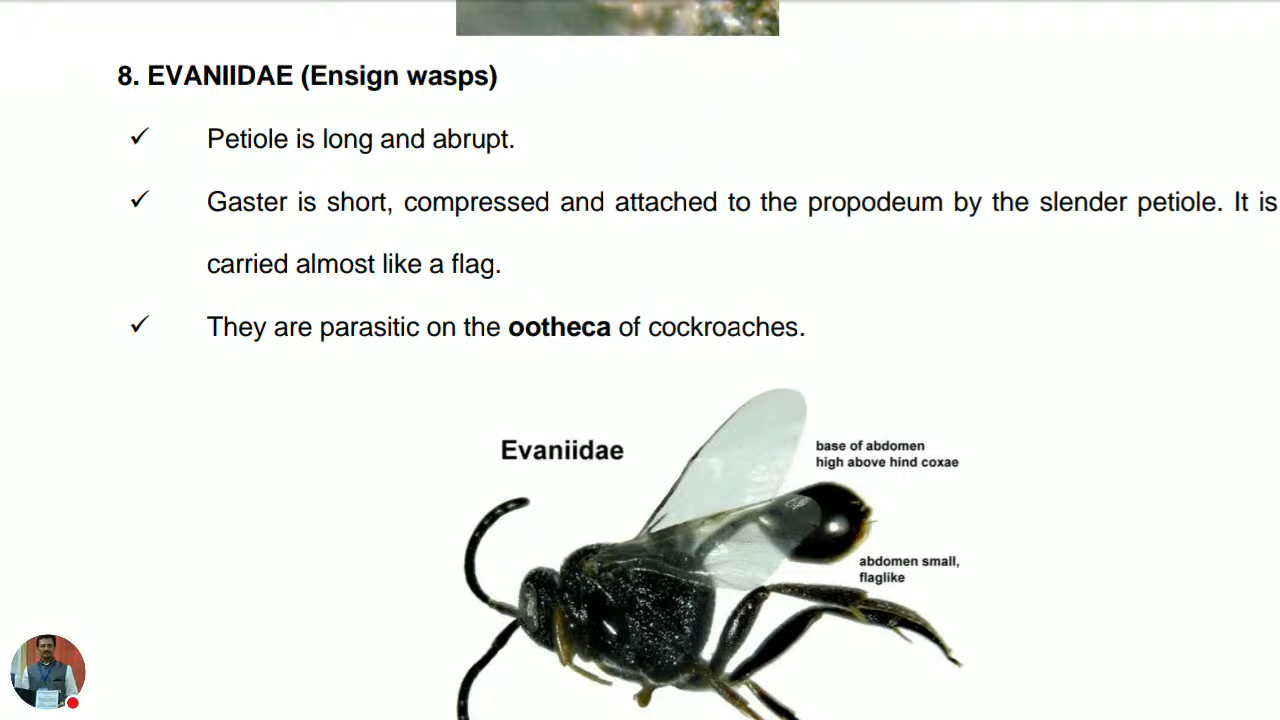 8. EVANIIDAE (Ensign wasps)
✓ Petiole is long and abrupt.
✓ Gaster is short, compressed and attached to the propodeum by the slender petiole. It is
carried almost like a flag.
✓ They are parasitic on the ootheca of cockroaches.
Evaniidae
base of abdomen
high above hind coxae
abdomen small,
flaglike